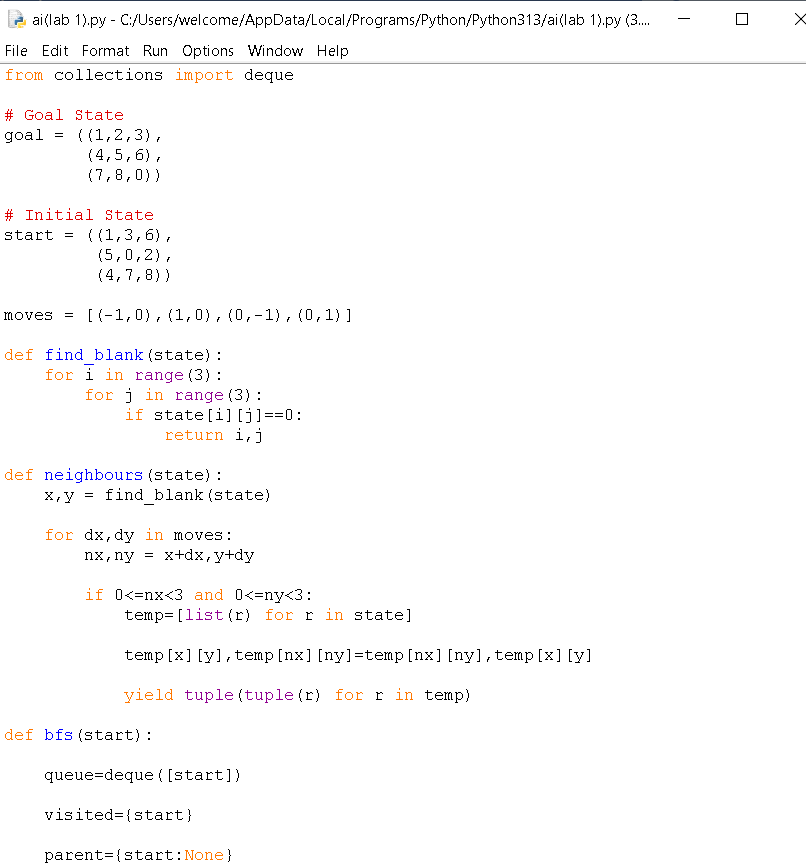 ai(lab 1).py - C:/Users/welcome/AppData/Local/Programs/Python/Python313/ai(lab 1).py (3....
File Edit Format Run Options Window Help
from collections import deque

# Goal State
goal = ((1,2,3),
        (4,5,6),
        (7,8,0))

# Initial State
start = ((1,3,6),
         (5,0,2),
         (4,7,8))

moves = [(-1,0),(1,0),(0,-1),(0,1)]

def find_blank(state):
    for i in range(3):
        for j in range(3):
            if state[i][j]==0:
                return i,j

def neighbours(state):
    x,y = find_blank(state)

    for dx,dy in moves:
        nx,ny = x+dx,y+dy

        if 0<=nx<3 and 0<=ny<3:
            temp=[list(r) for r in state]

            temp[x][y],temp[nx][ny]=temp[nx][ny],temp[x][y]

            yield tuple(tuple(r) for r in temp)

def bfs(start):

    queue=deque([start])

    visited={start}

    parent={start:None}